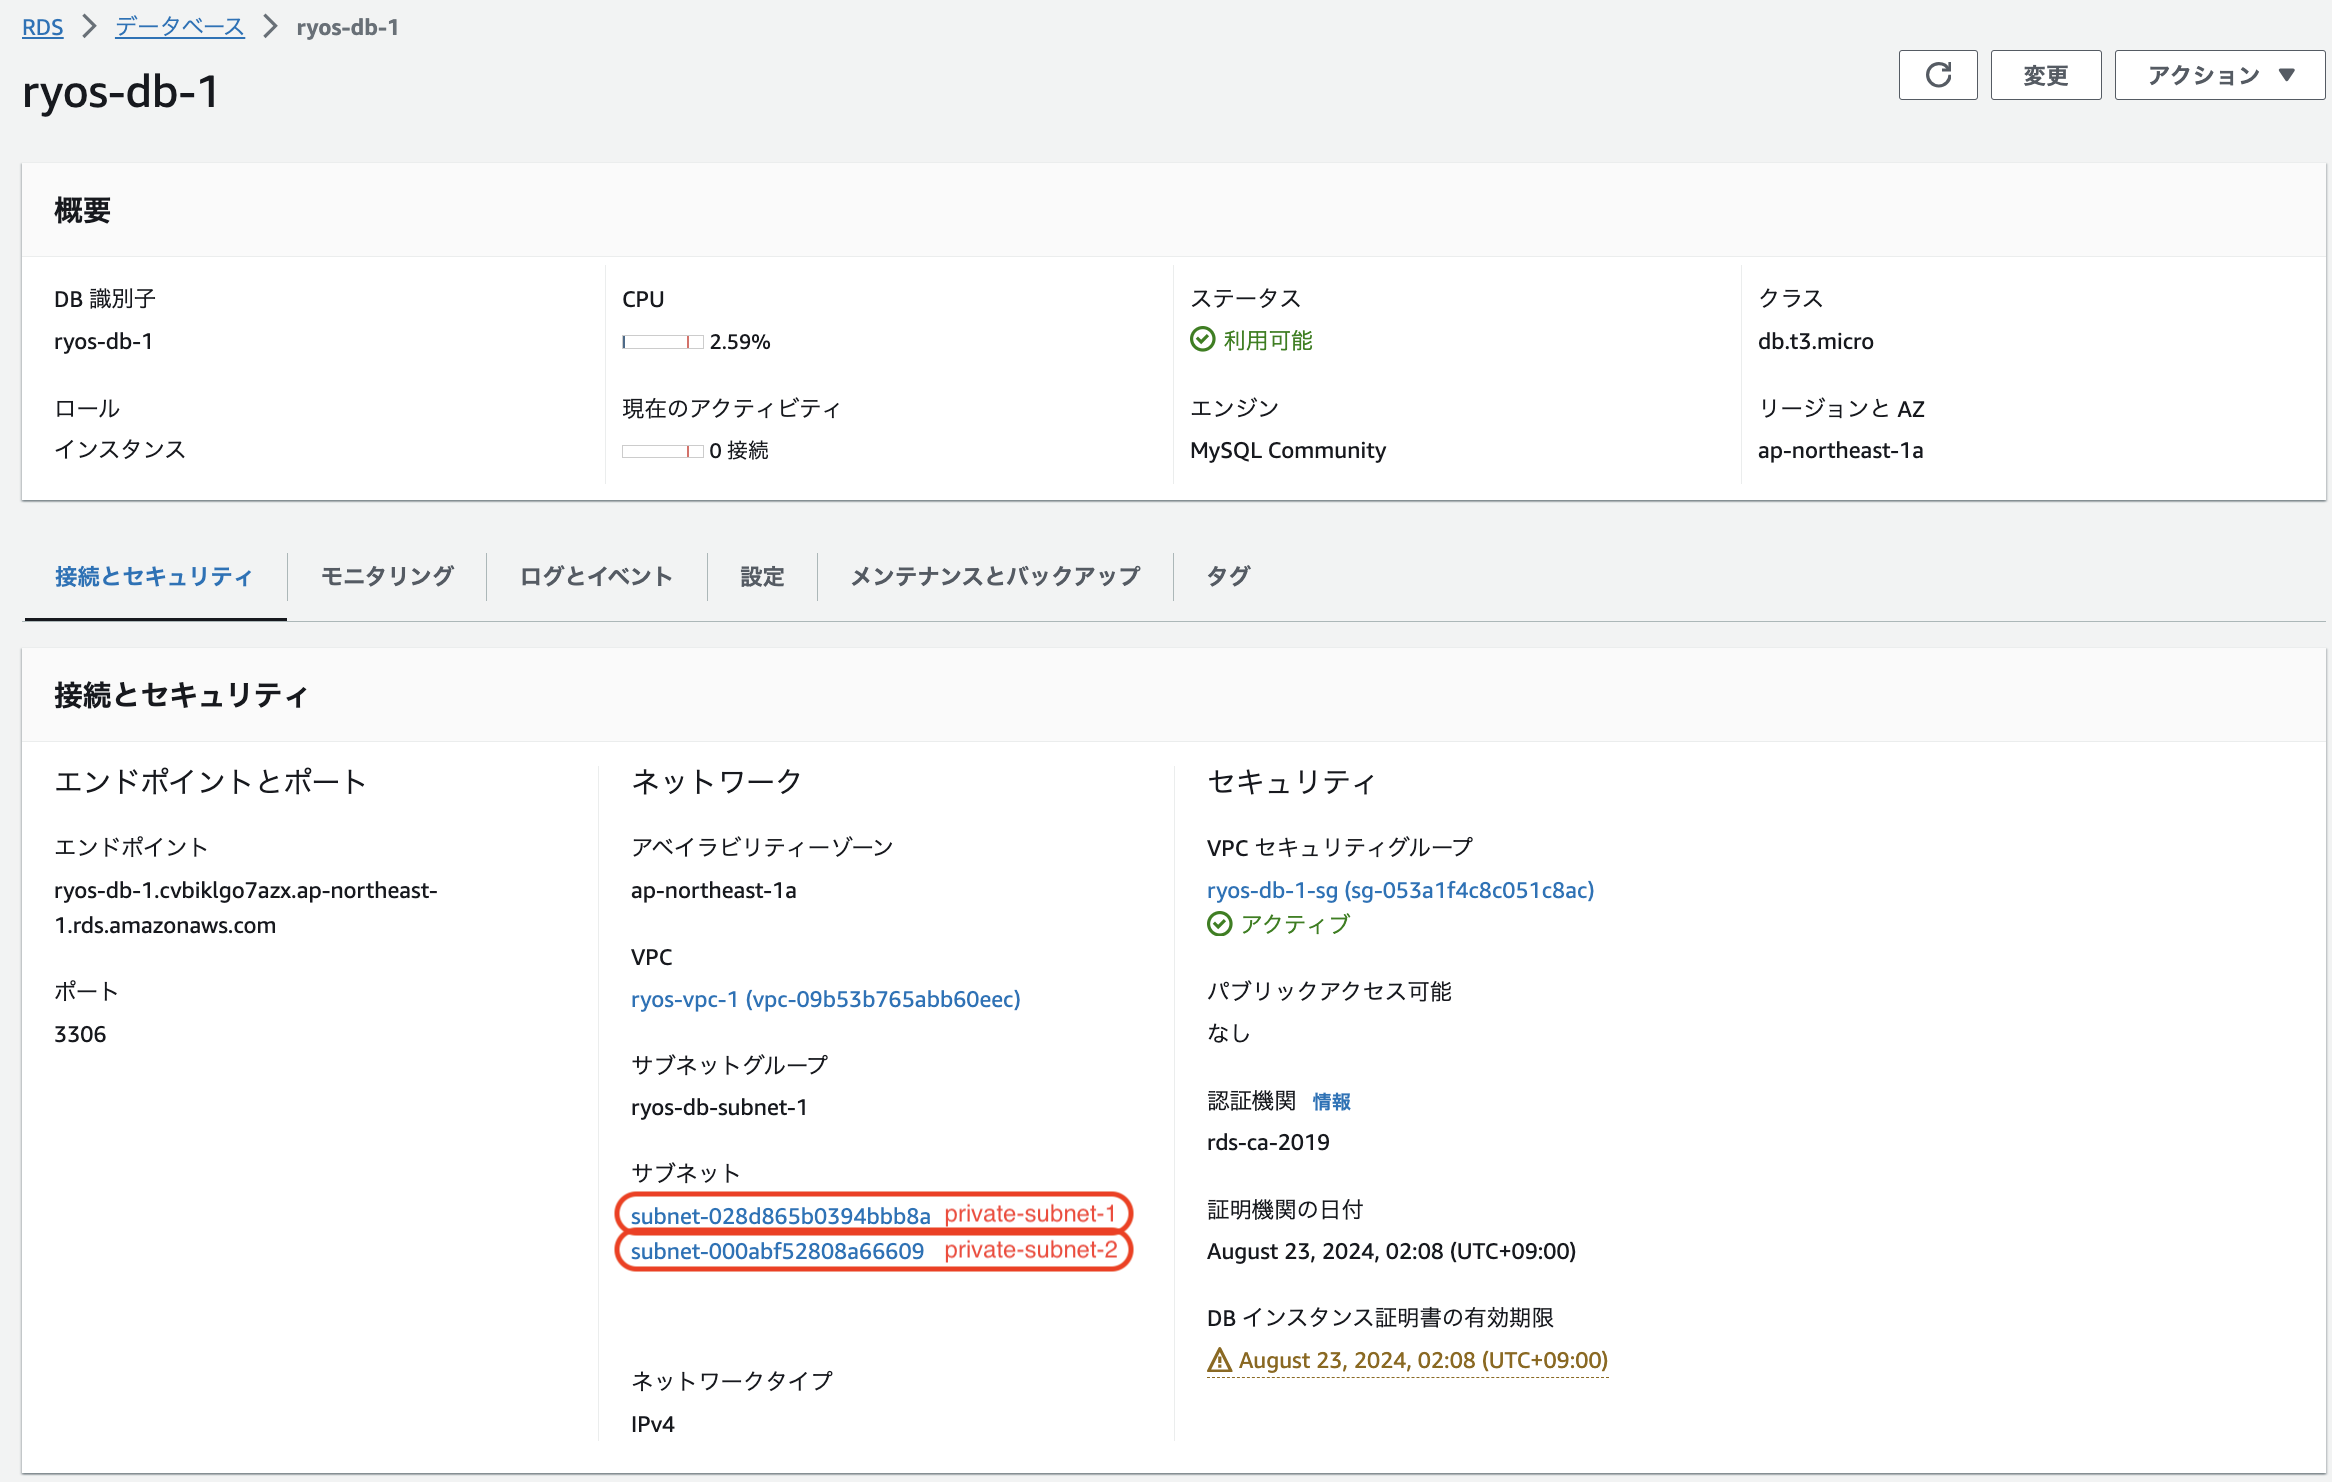 RDS > データベース > ryos-db-1
ryos-db-1
変更
アクション ▼
概要
DB 識別子
ryos-db-1
CPU
2.59%
ステータス
利用可能
クラス
db.t3.micro
ロール
インスタンス
現在のアクティビティ
0 接続
エンジン
MySQL Community
リージョンと AZ
ap-northeast-1a
接続とセキュリティ
モニタリング
ログとイベント
設定
メンテナンスとバックアップ
タグ
接続とセキュリティ
エンドポイントとポート
エンドポイント
ryos-db-1.cvbiklgo7azx.ap-northeast-
1.rds.amazonaws.com
ポート
3306
ネットワーク
アベイラビリティーゾーン
ap-northeast-1a
VPC
ryos-vpc-1 (vpc-09b53b765abb60eec)
サブネットグループ
ryos-db-subnet-1
サブネット
subnet-028d865b0394bbb8a private-subnet-1
subnet-000abf52808a66609 private-subnet-2
ネットワークタイプ
IPv4
セキュリティ
VPC セキュリティグループ
ryos-db-1-sg (sg-053a1f4c8c051c8ac)
アクティブ
パブリックアクセス可能
なし
認証機関 情報
rds-ca-2019
証明機関の日付
August 23, 2024, 02:08 (UTC+09:00)
DB インスタンス証明書の有効期限
August 23, 2024, 02:08 (UTC+09:00)